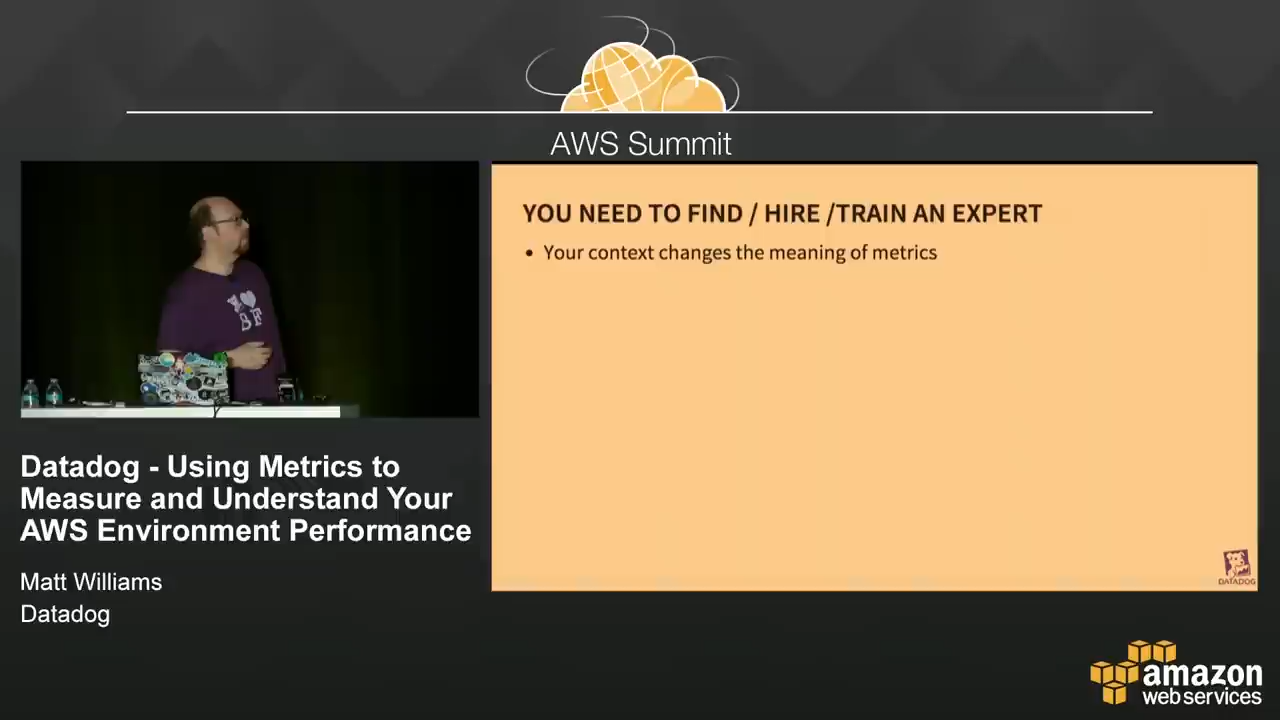 AWS Summit
YOU NEED TO FIND / HIRE /TRAIN AN EXPERT
• Your context changes the meaning of metrics
DATADOG
Datadog - Using Metrics to
Measure and Understand Your
AWS Environment Performance
Matt Williams
Datadog
amazon
web services